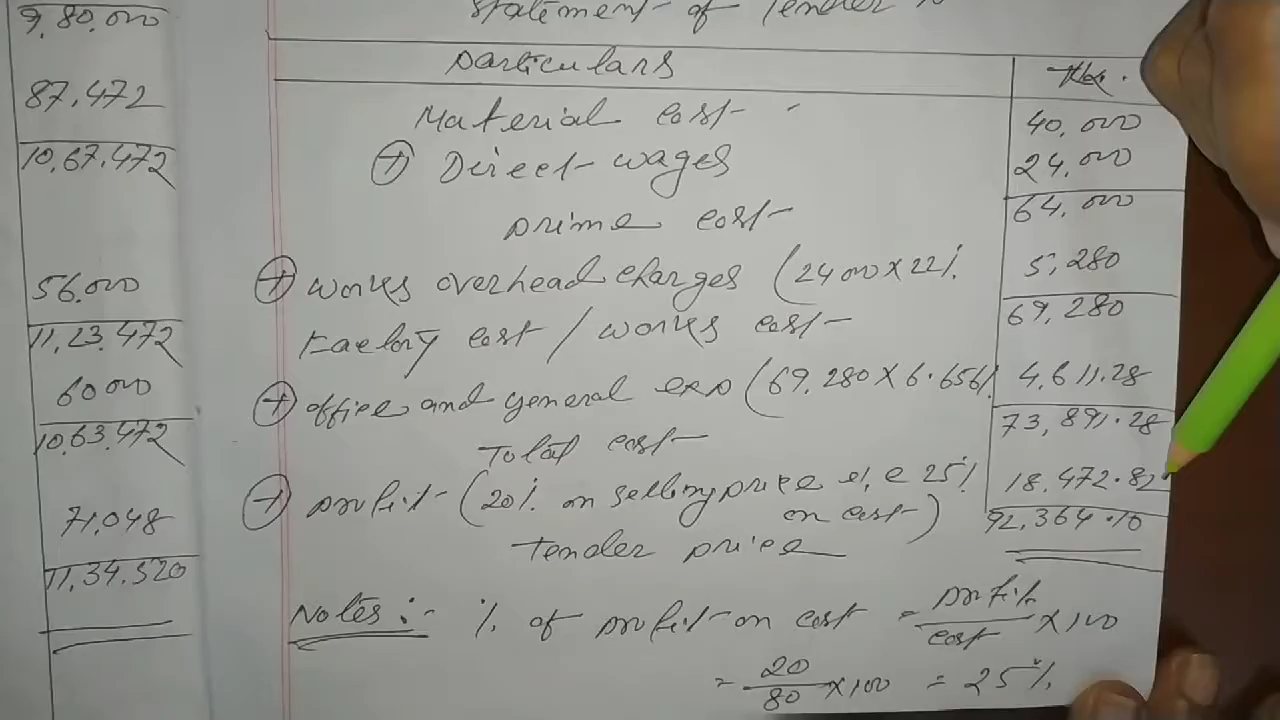 9,80,000
87,472
10,67,472
56,000
11,23,472
60000
10,63,472
71,048
11,34,520
Statement of Tender
Particulars Tk.
Material cost 40,000
(+) Direct wages 24,000
prime cost 64,000
(+) works overhead charges (24000×22% 5,280
Factory cost / works cost 69,280
(+) office and general exp (69,280×6.656% 4,611.28
Total cost 73,891.28
(+) profit (20% on selling price i.e 25% on cost) 18,472.82
Tender price 92,364.10
Notes :- % of profit on cost = profit/cost ×100
= 20/80 ×100 = 25%